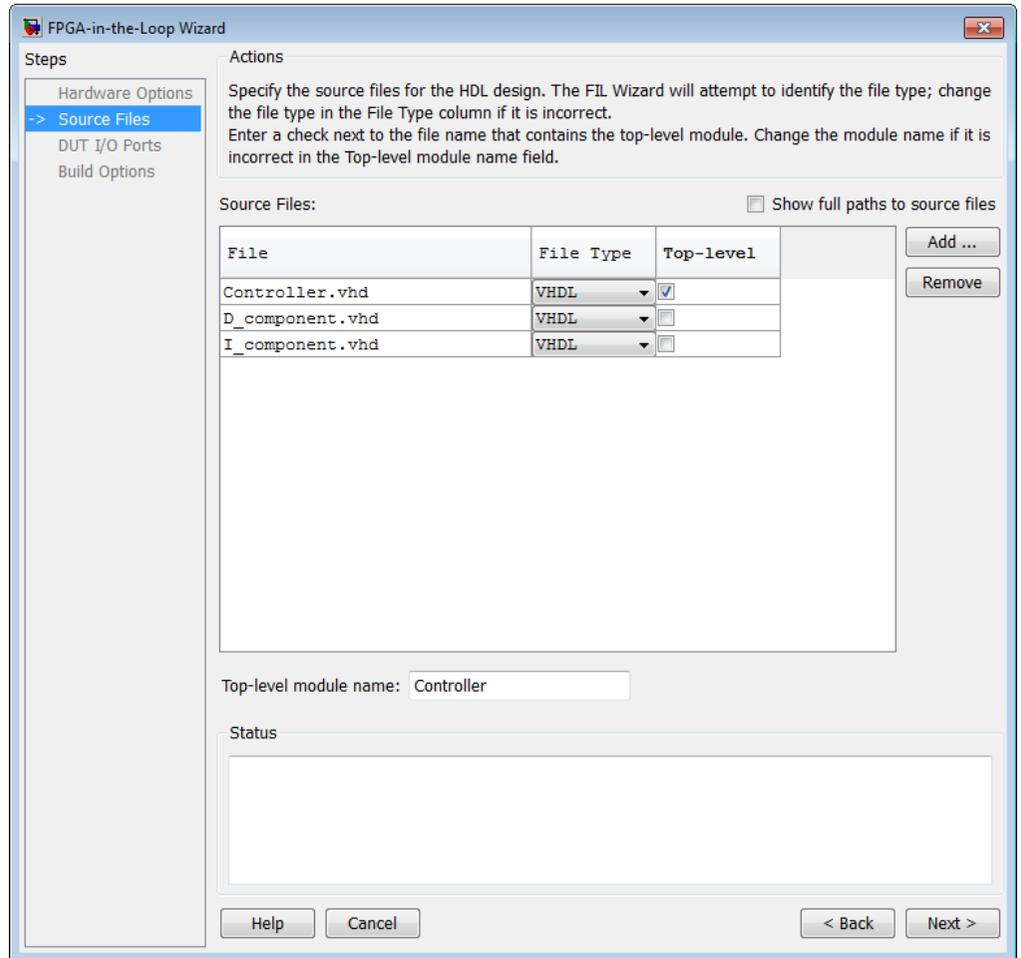 FPGA-in-the-Loop Wizard
Steps
Hardware Options
-> Source Files
DUT I/O Ports
Build Options
Actions
Specify the source files for the HDL design. The FIL Wizard will attempt to identify the file type; change
the file type in the File Type column if it is incorrect.
Enter a check next to the file name that contains the top-level module. Change the module name if it is
incorrect in the Top-level module name field.
Source Files: Show full paths to source files
File File Type Top-level
Controller.vhd VHDL
D_component.vhd VHDL
I_component.vhd VHDL
Add ...
Remove
Top-level module name: Controller
Status
Help Cancel < Back Next >